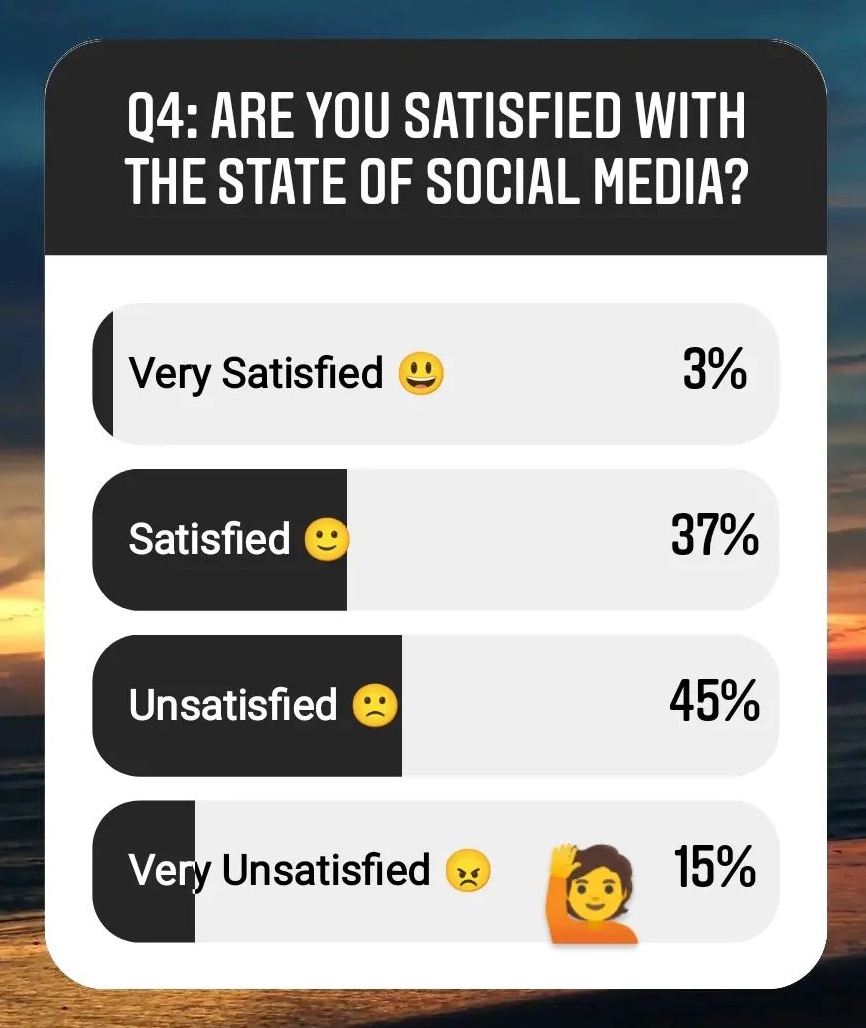 Q4: ARE YOU SATISFIED WITH
THE STATE OF SOCIAL MEDIA?
Very Satisfied 😃 3%
Satisfied 🙂 37%
Unsatisfied 🙁 45%
Very Unsatisfied 😠 15%